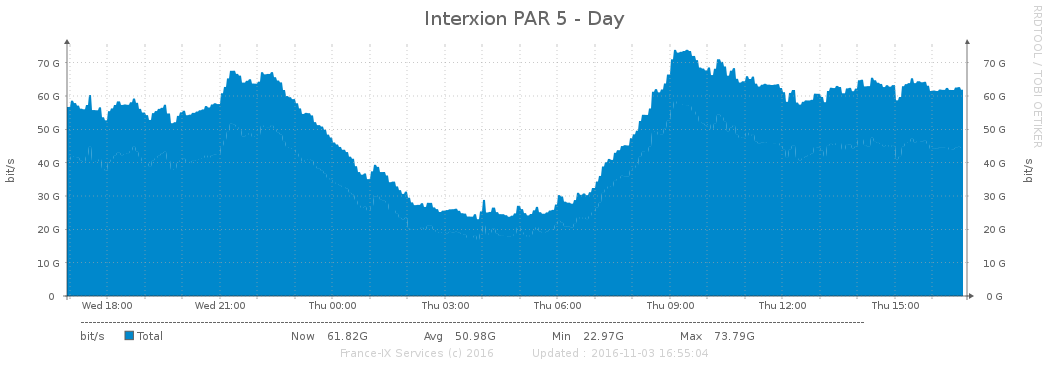 Interxion PAR 5 - Day
RRDTOOL / TOBI OETIKER
bit/s
bit/s
70 G 70 G
60 G 60 G
50 G 50 G
40 G 40 G
30 G 30 G
20 G 20 G
10 G 10 G
0 0 G
Wed 18:00 Wed 21:00 Thu 00:00 Thu 03:00 Thu 06:00 Thu 09:00 Thu 12:00 Thu 15:00
bit/s Total Now 61.82G Avg 50.98G Min 22.97G Max 73.79G
France-IX Services (c) 2016 Updated : 2016-11-03 16:55:04